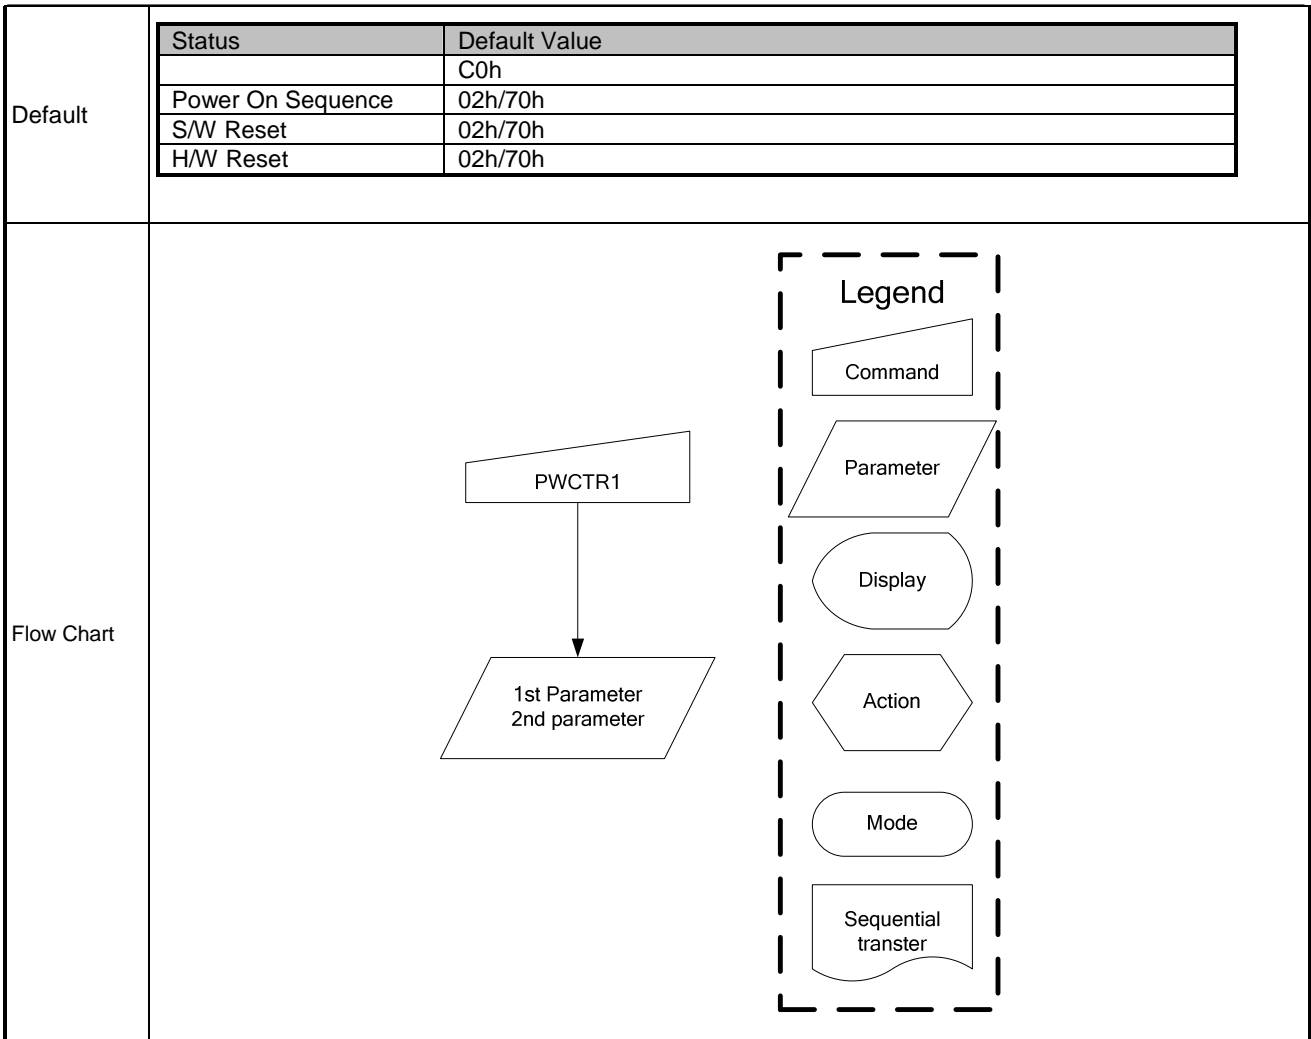 Default
Status Default Value
C0h
Power On Sequence 02h/70h
S/W Reset 02h/70h
H/W Reset 02h/70h
Flow Chart
PWCTR1
1st Parameter
2nd parameter
Legend
Command
Parameter
Display
Action
Mode
Sequential
transter